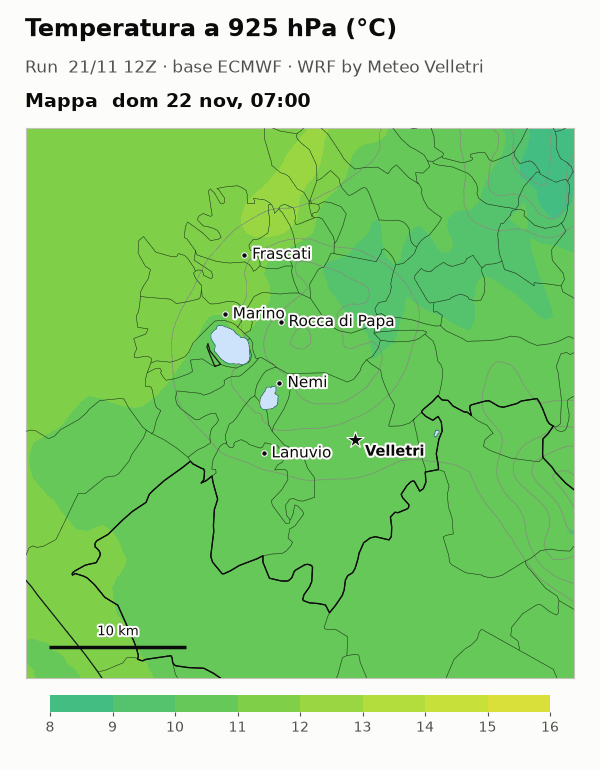 Temperatura a 925 hPa (°C)
Run  21/11 12Z · base ECMWF · WRF by Meteo Velletri
Mappa  dom 22 nov, 07:00
Frascati
Marino
Rocca di Papa
Nemi
Velletri
Lanuvio
10 km
8 9 10 11 12 13 14 15 16